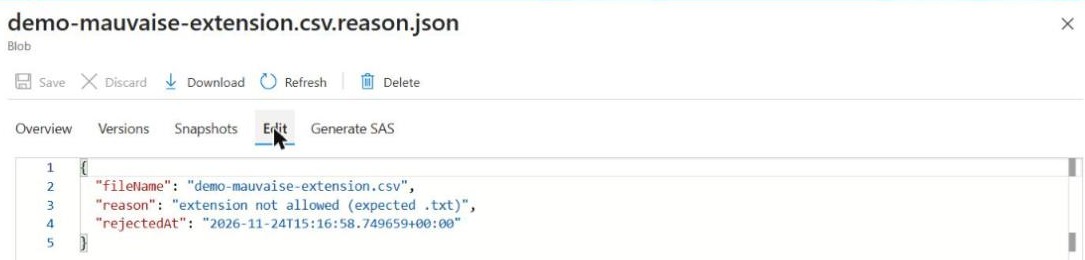 demo-mauvaise-extension.csv.reason.json
Blob
Save Discard Download Refresh Delete
Overview Versions Snapshots Edit Generate SAS
1 {
2 "fileName": "demo-mauvaise-extension.csv",
3 "reason": "extension not allowed (expected .txt)",
4 "rejectedAt": "2026-11-24T15:16:58.749659+00:00"
5 }